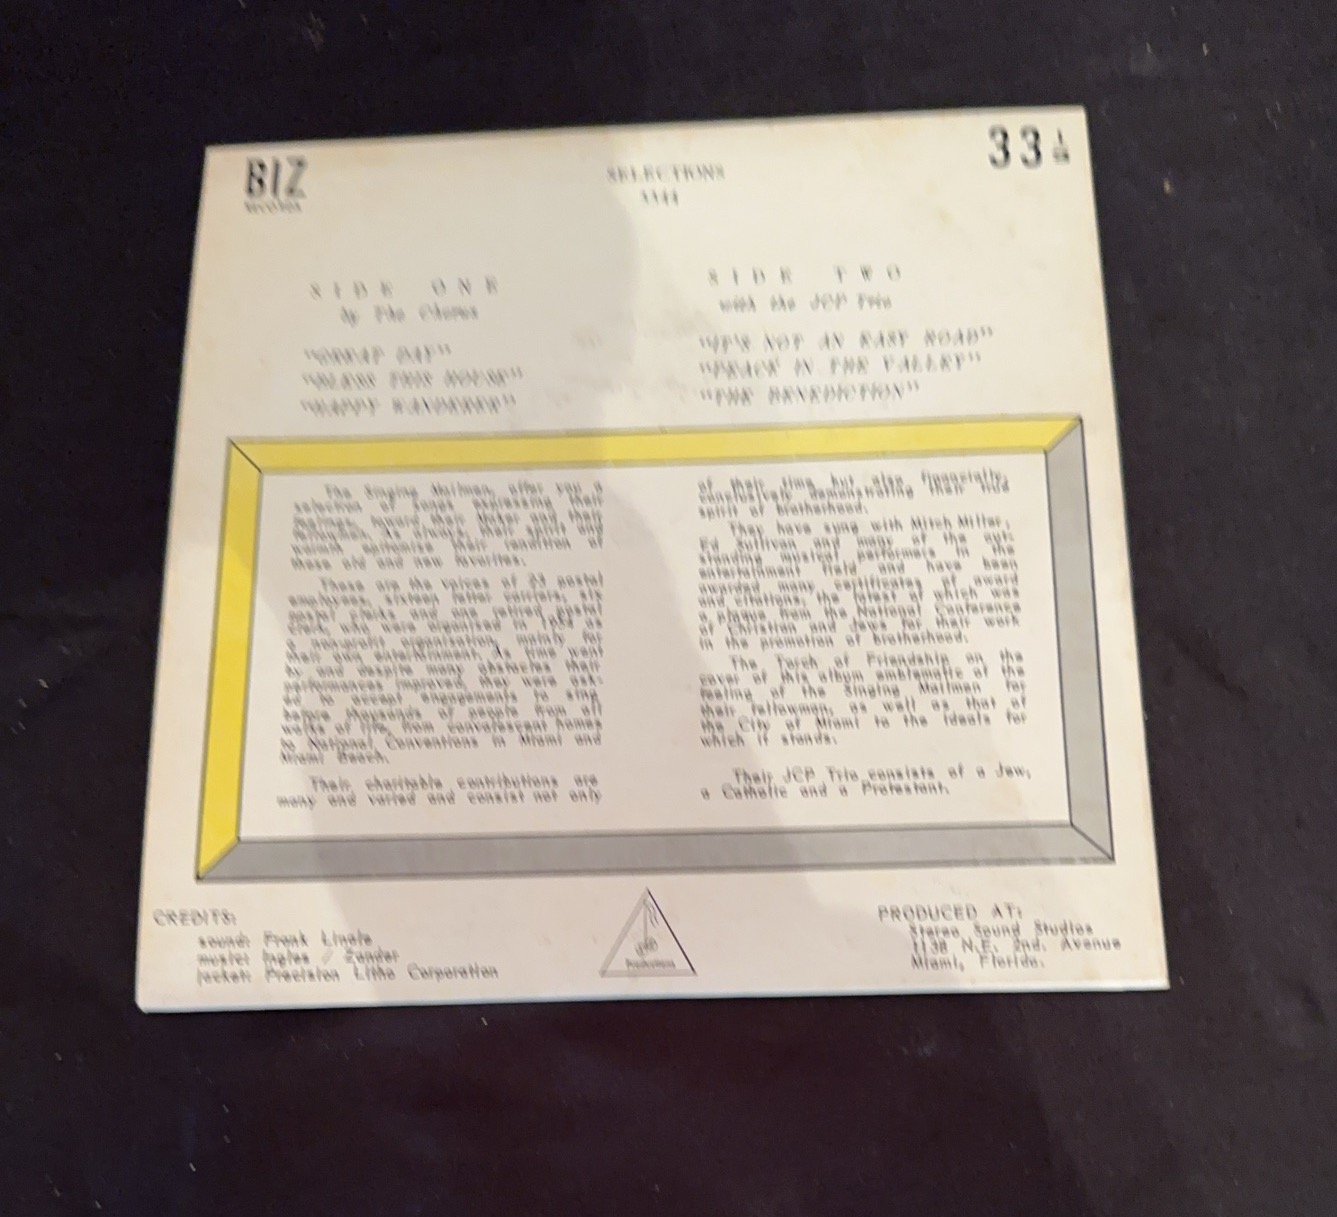 BIZ
RECORDS
SELECTIONS
33 1/3
SIDE ONE
by The Chorus
"GREAT DAY"
"BLESS THIS HOUSE"
"HAPPY WANDERER"
SIDE TWO
with the JCP Trio
"IT'S NOT AN EASY ROAD"
"PEACE IN THE VALLEY"
"THE BENEDICTION"
The Singing Mailmen, offer you a
selection of songs expressing their
feelings, toward their Maker and their
fellowmen. As always, their spirit and
warmth epitomize their rendition of
these old and new favorites.
These are the voices of 23 postal
employees, sixteen letter carriers, six
postal clerks and one retired postal
clerk, who were organized in as
a nonprofit organization, mainly for
their own entertainment. As time went
by and despite many obstacles their
performances improved, they were ask-
ed to accept engagements to sing
before thousands of people from all
walks of life, from convalescent homes
to National Conventions in Miami and
Miami Beach.
Their charitable contributions are
many and varied and consist not only
of their time but also financially,
conclusively demonstrating their true
spirit of brotherhood.
They have sung with Mitch Miller,
Ed Sullivan and many of the out-
standing musical performers in the
entertainment field and have been
awarded many certificates of award
and citations, the latest of which was
a plaque from the National Conference
of Christian and Jews for their work
in the promotion of brotherhood.
The Torch of Friendship on the
cover of this album emblematic of the
feeling of the Singing Mailmen for
their fellowmen, as well as that of
the City of Miami to the ideals for
which it stands.
Their JCP Trio consists of a Jew,
a Catholic and a Protestant.
CREDITS:
sound: Frank Linale
music: Ingles / Zander
jacket: Precision Litho Corporation
Productions
PRODUCED AT:
Stereo Sound Studios
1138 N.E. 2nd. Avenue
Miami, Florida.